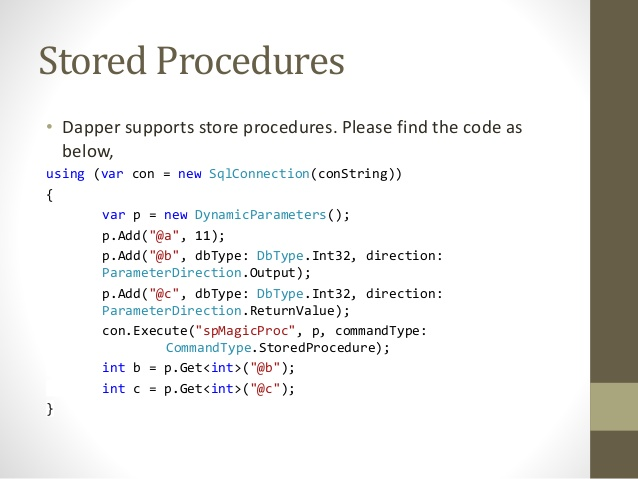 Stored Procedures
• Dapper supports store procedures. Please find the code as
below,
using (var con = new SqlConnection(conString))
{
var p = new DynamicParameters();
p.Add("@a", 11);
p.Add("@b", dbType: DbType.Int32, direction:
ParameterDirection.Output);
p.Add("@c", dbType: DbType.Int32, direction:
ParameterDirection.ReturnValue);
con.Execute("spMagicProc", p, commandType:
CommandType.StoredProcedure);
int b = p.Get<int>("@b");
int c = p.Get<int>("@c");
}